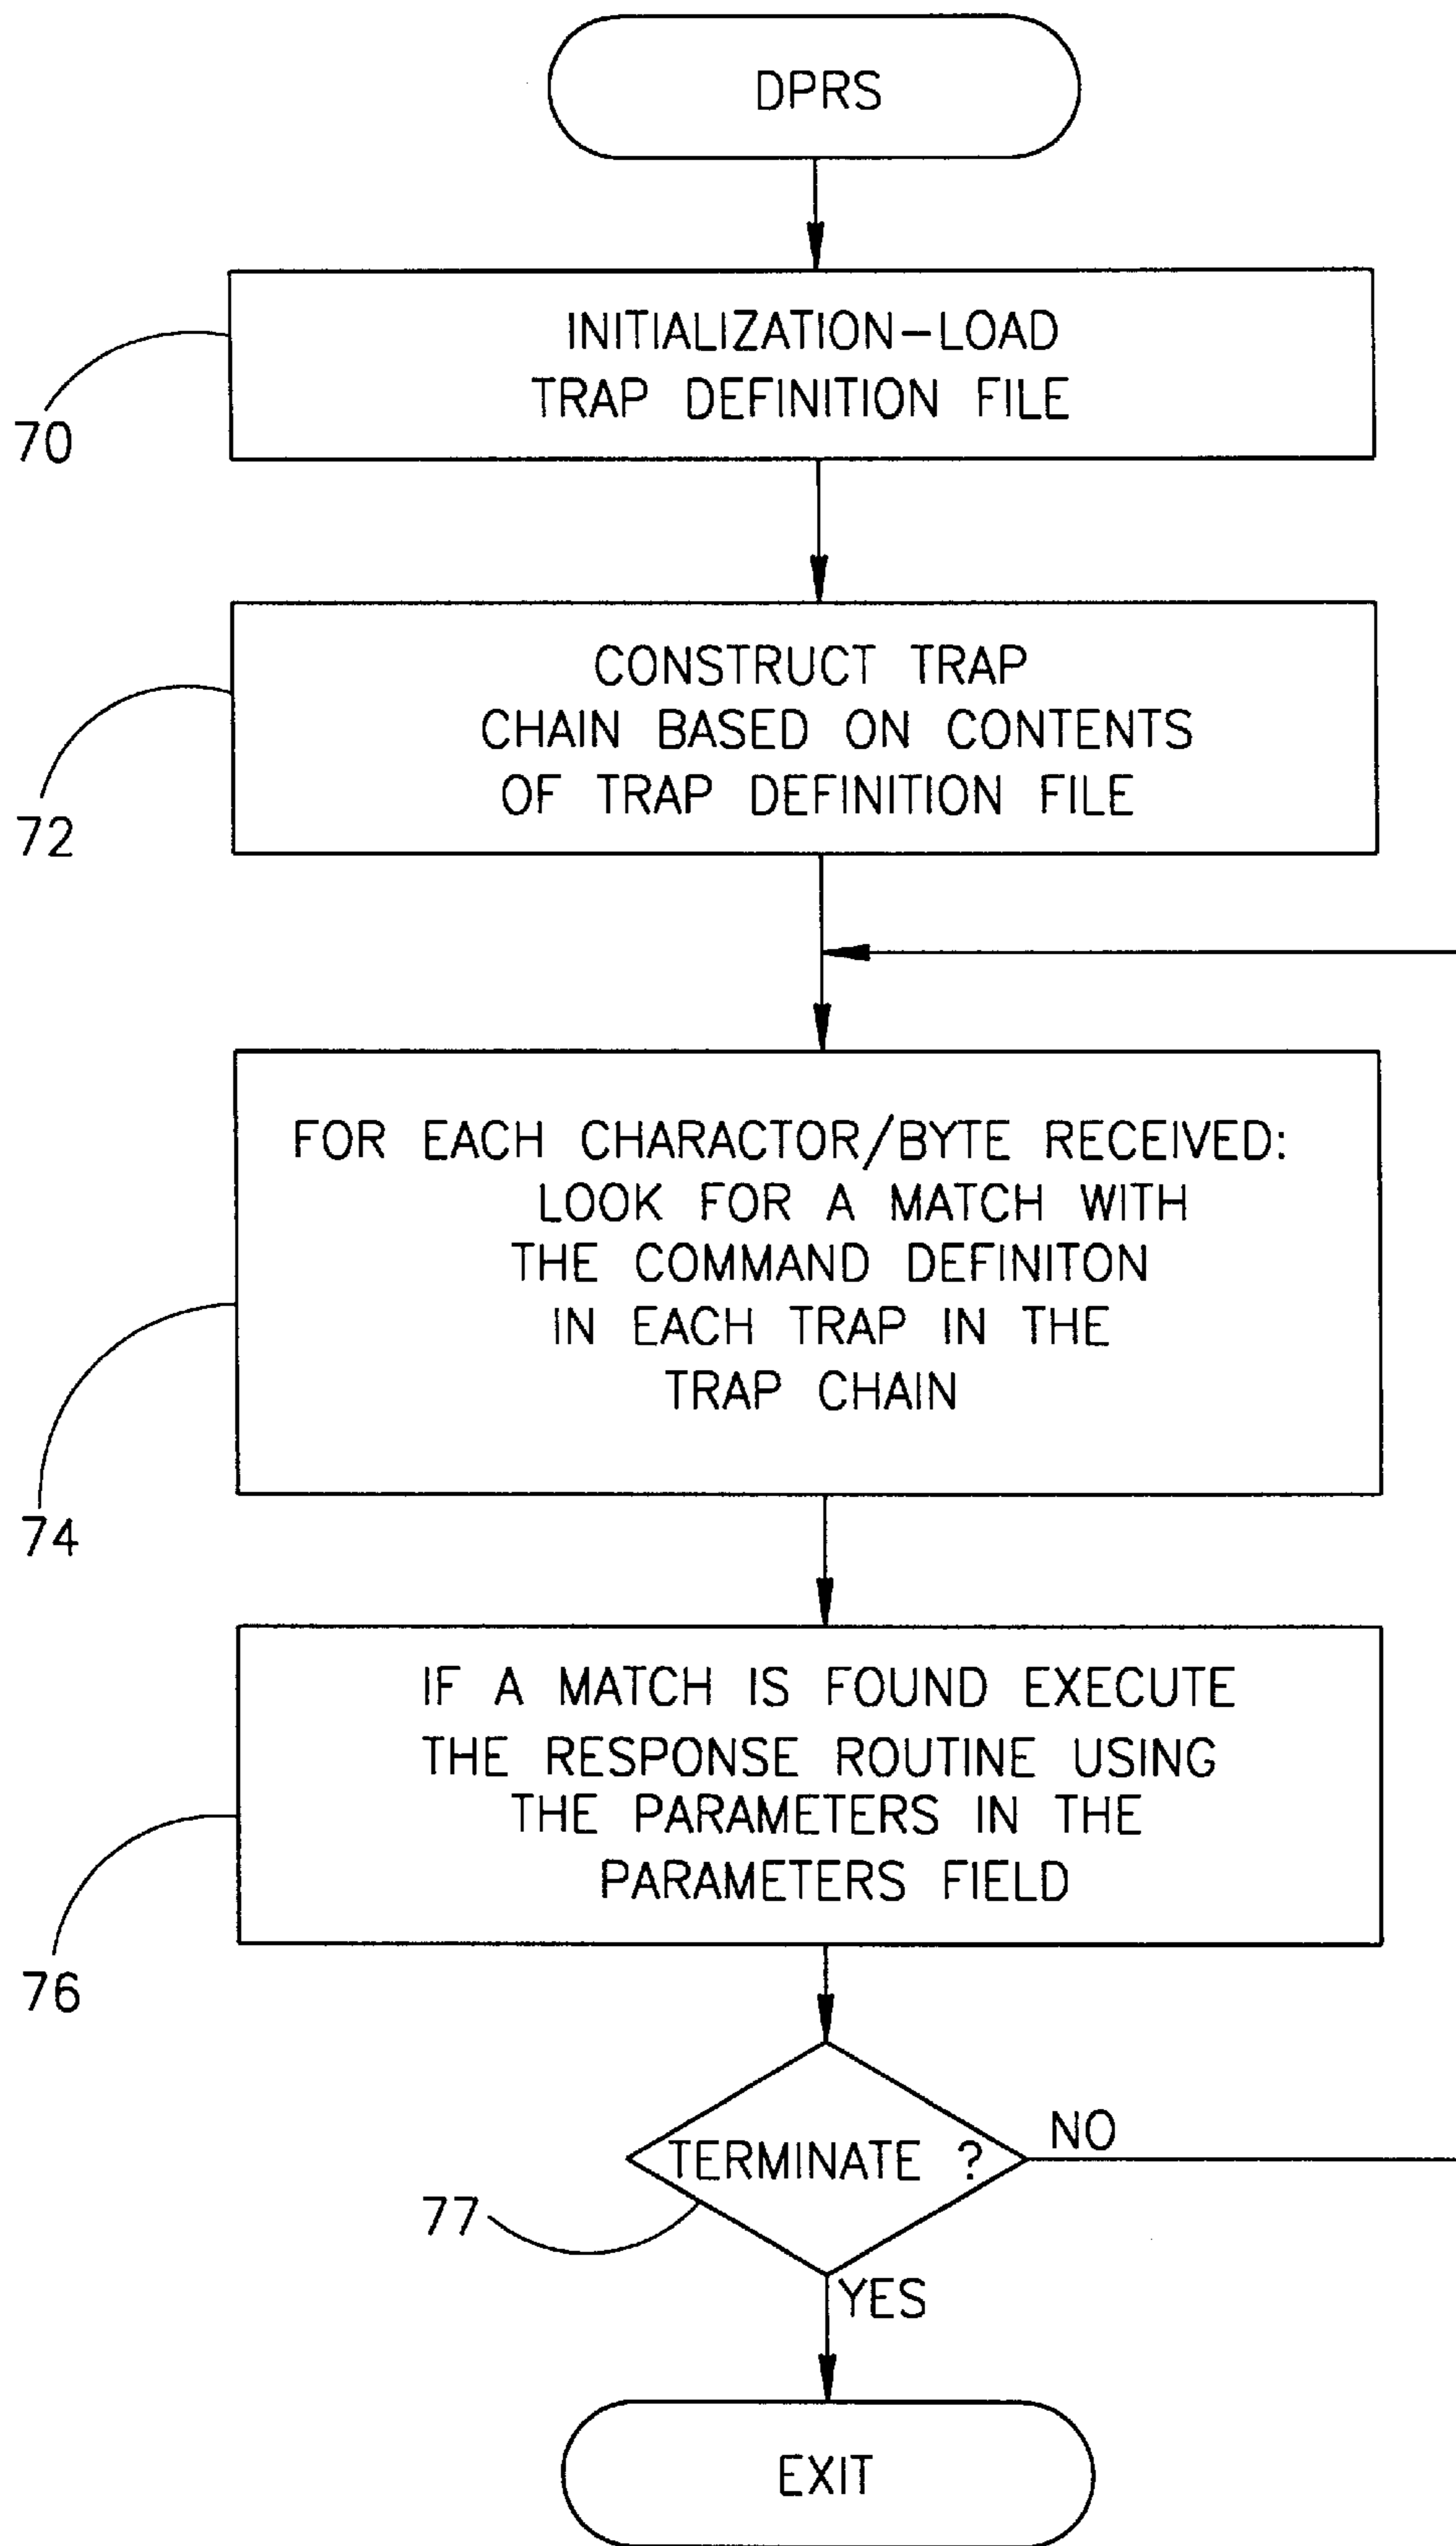 DPRS
INITIALIZATION-LOAD
TRAP DEFINITION FILE
70
CONSTRUCT TRAP
CHAIN BASED ON CONTENTS
OF TRAP DEFINITION FILE
72
FOR EACH CHARACTOR/BYTE RECEIVED:
LOOK FOR A MATCH WITH
THE COMMAND DEFINITON
IN EACH TRAP IN THE
TRAP CHAIN
74
IF A MATCH IS FOUND EXECUTE
THE RESPONSE ROUTINE USING
THE PARAMETERS IN THE
PARAMETERS FIELD
76
TERMINATE ?
NO
77
YES
EXIT